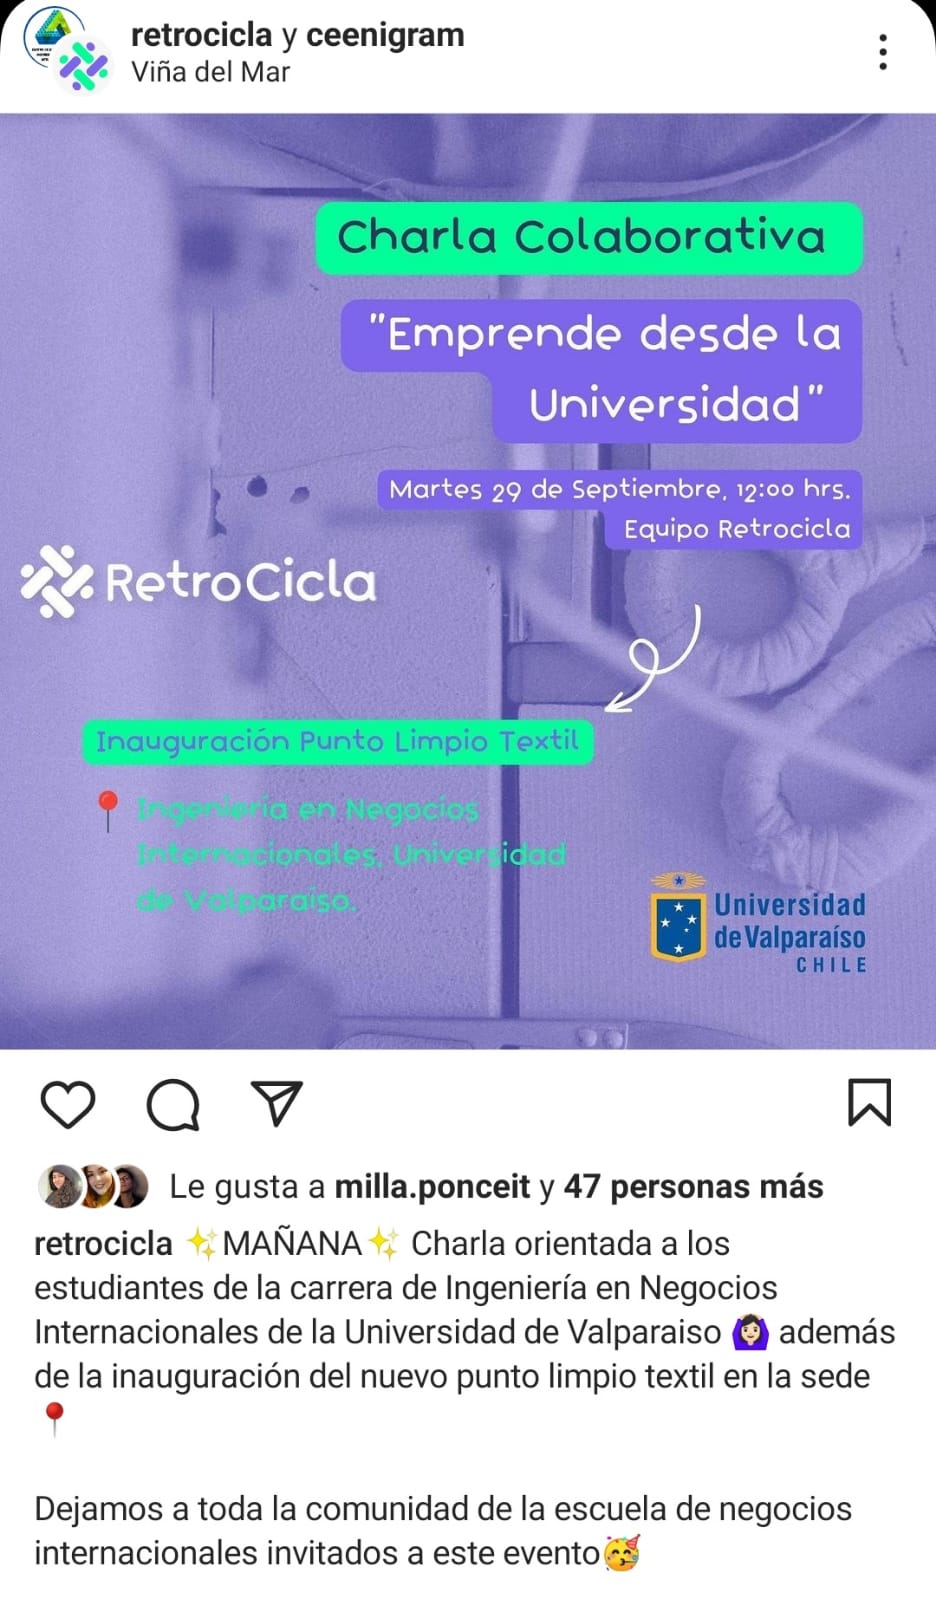 retrocicla y ceenigram
Viña del Mar
Charla Colaborativa
"Emprende desde la
Universidad"
Martes 29 de Septiembre, 12:00 hrs.
Equipo Retrocicla
RetroCicla
Inauguración Punto Limpio Textil
📍 Ingeniería en Negocios
Internacionales, Universidad
de Valparaíso.
Universidad
de Valparaíso
CHILE
Le gusta a milla.ponceit y 47 personas más
retrocicla ✨MAÑANA✨ Charla orientada a los
estudiantes de la carrera de Ingeniería en Negocios
Internacionales de la Universidad de Valparaiso 🙆🏻‍♀️ además
de la inauguración del nuevo punto limpio textil en la sede
📍
Dejamos a toda la comunidad de la escuela de negocios
internacionales invitados a este evento🥳